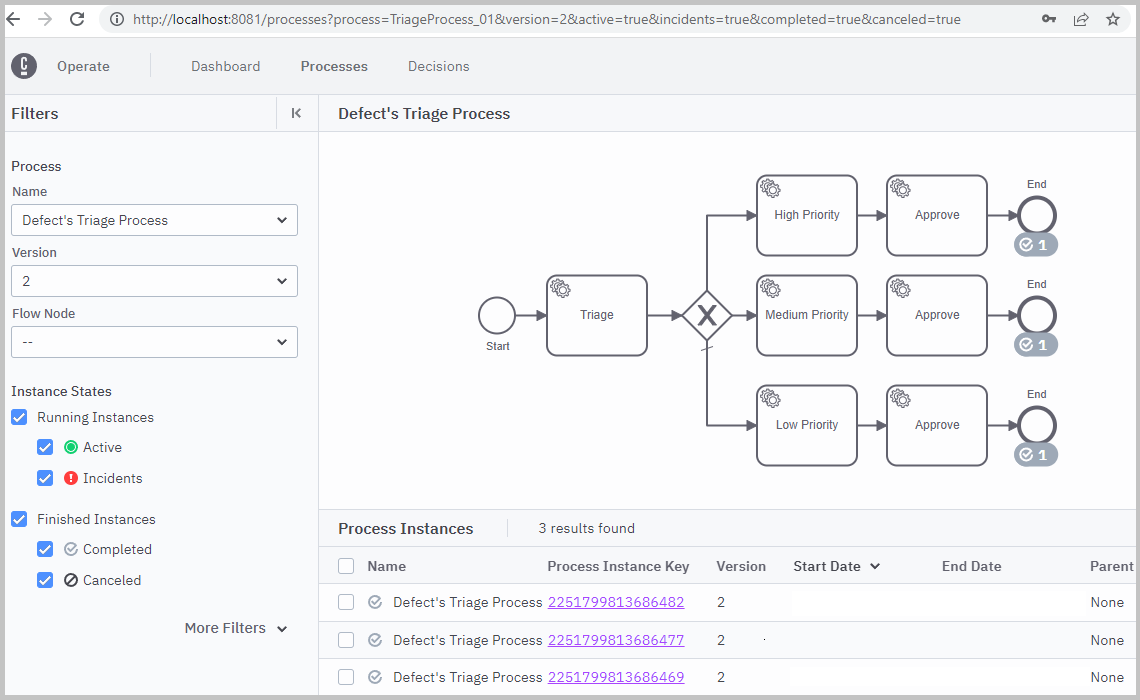 http://localhost:8081/processes?process=TriageProcess_01&version=2&active=true&incidents=true&completed=true&canceled=true
Operate Dashboard Processes Decisions
Filters
Process
Name
Defect's Triage Process
Version
2
Flow Node
--
Instance States
Running Instances
Active
Incidents
Finished Instances
Completed
Canceled
More Filters
Defect's Triage Process
Start
Triage
X
High Priority
Approve
End
1
Medium Priority
Approve
End
1
Low Priority
Approve
End
1
Process Instances 3 results found
Name Process Instance Key Version Start Date End Date Parent
Defect's Triage Process 2251799813686482 2 None
Defect's Triage Process 2251799813686477 2 None
Defect's Triage Process 2251799813686469 2 None